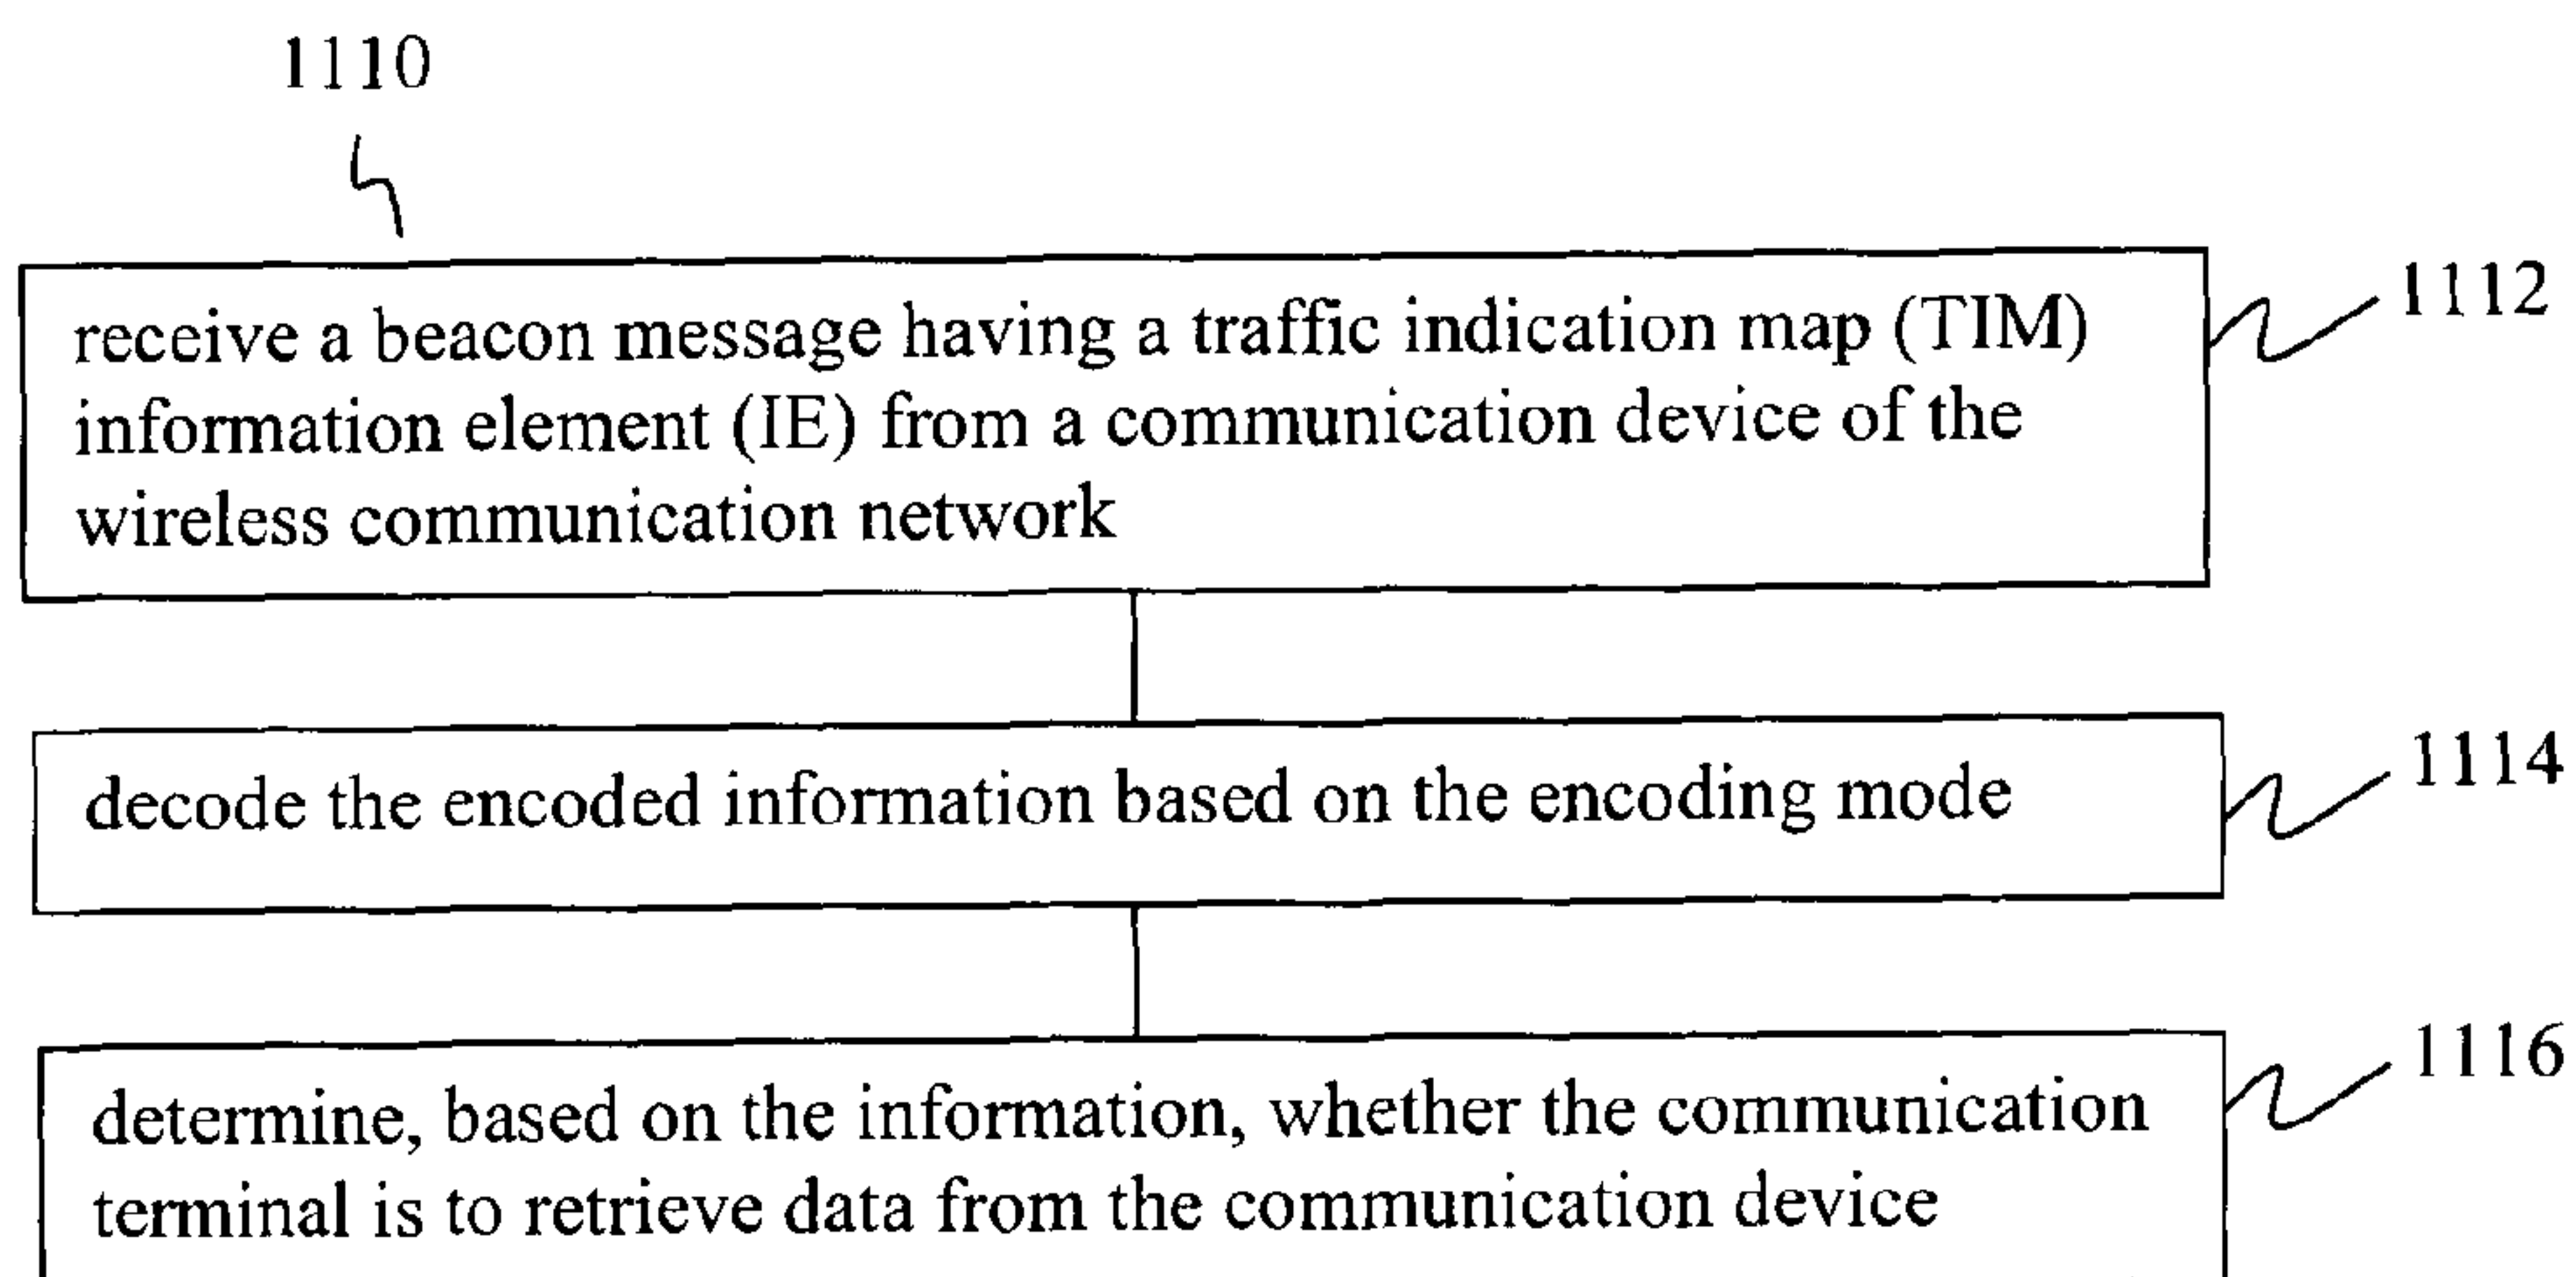 1110
receive a beacon message having a traffic indication map (TIM)
information element (IE) from a communication device of the
wireless communication network
1112
decode the encoded information based on the encoding mode
1114
determine, based on the information, whether the communication
terminal is to retrieve data from the communication device
1116